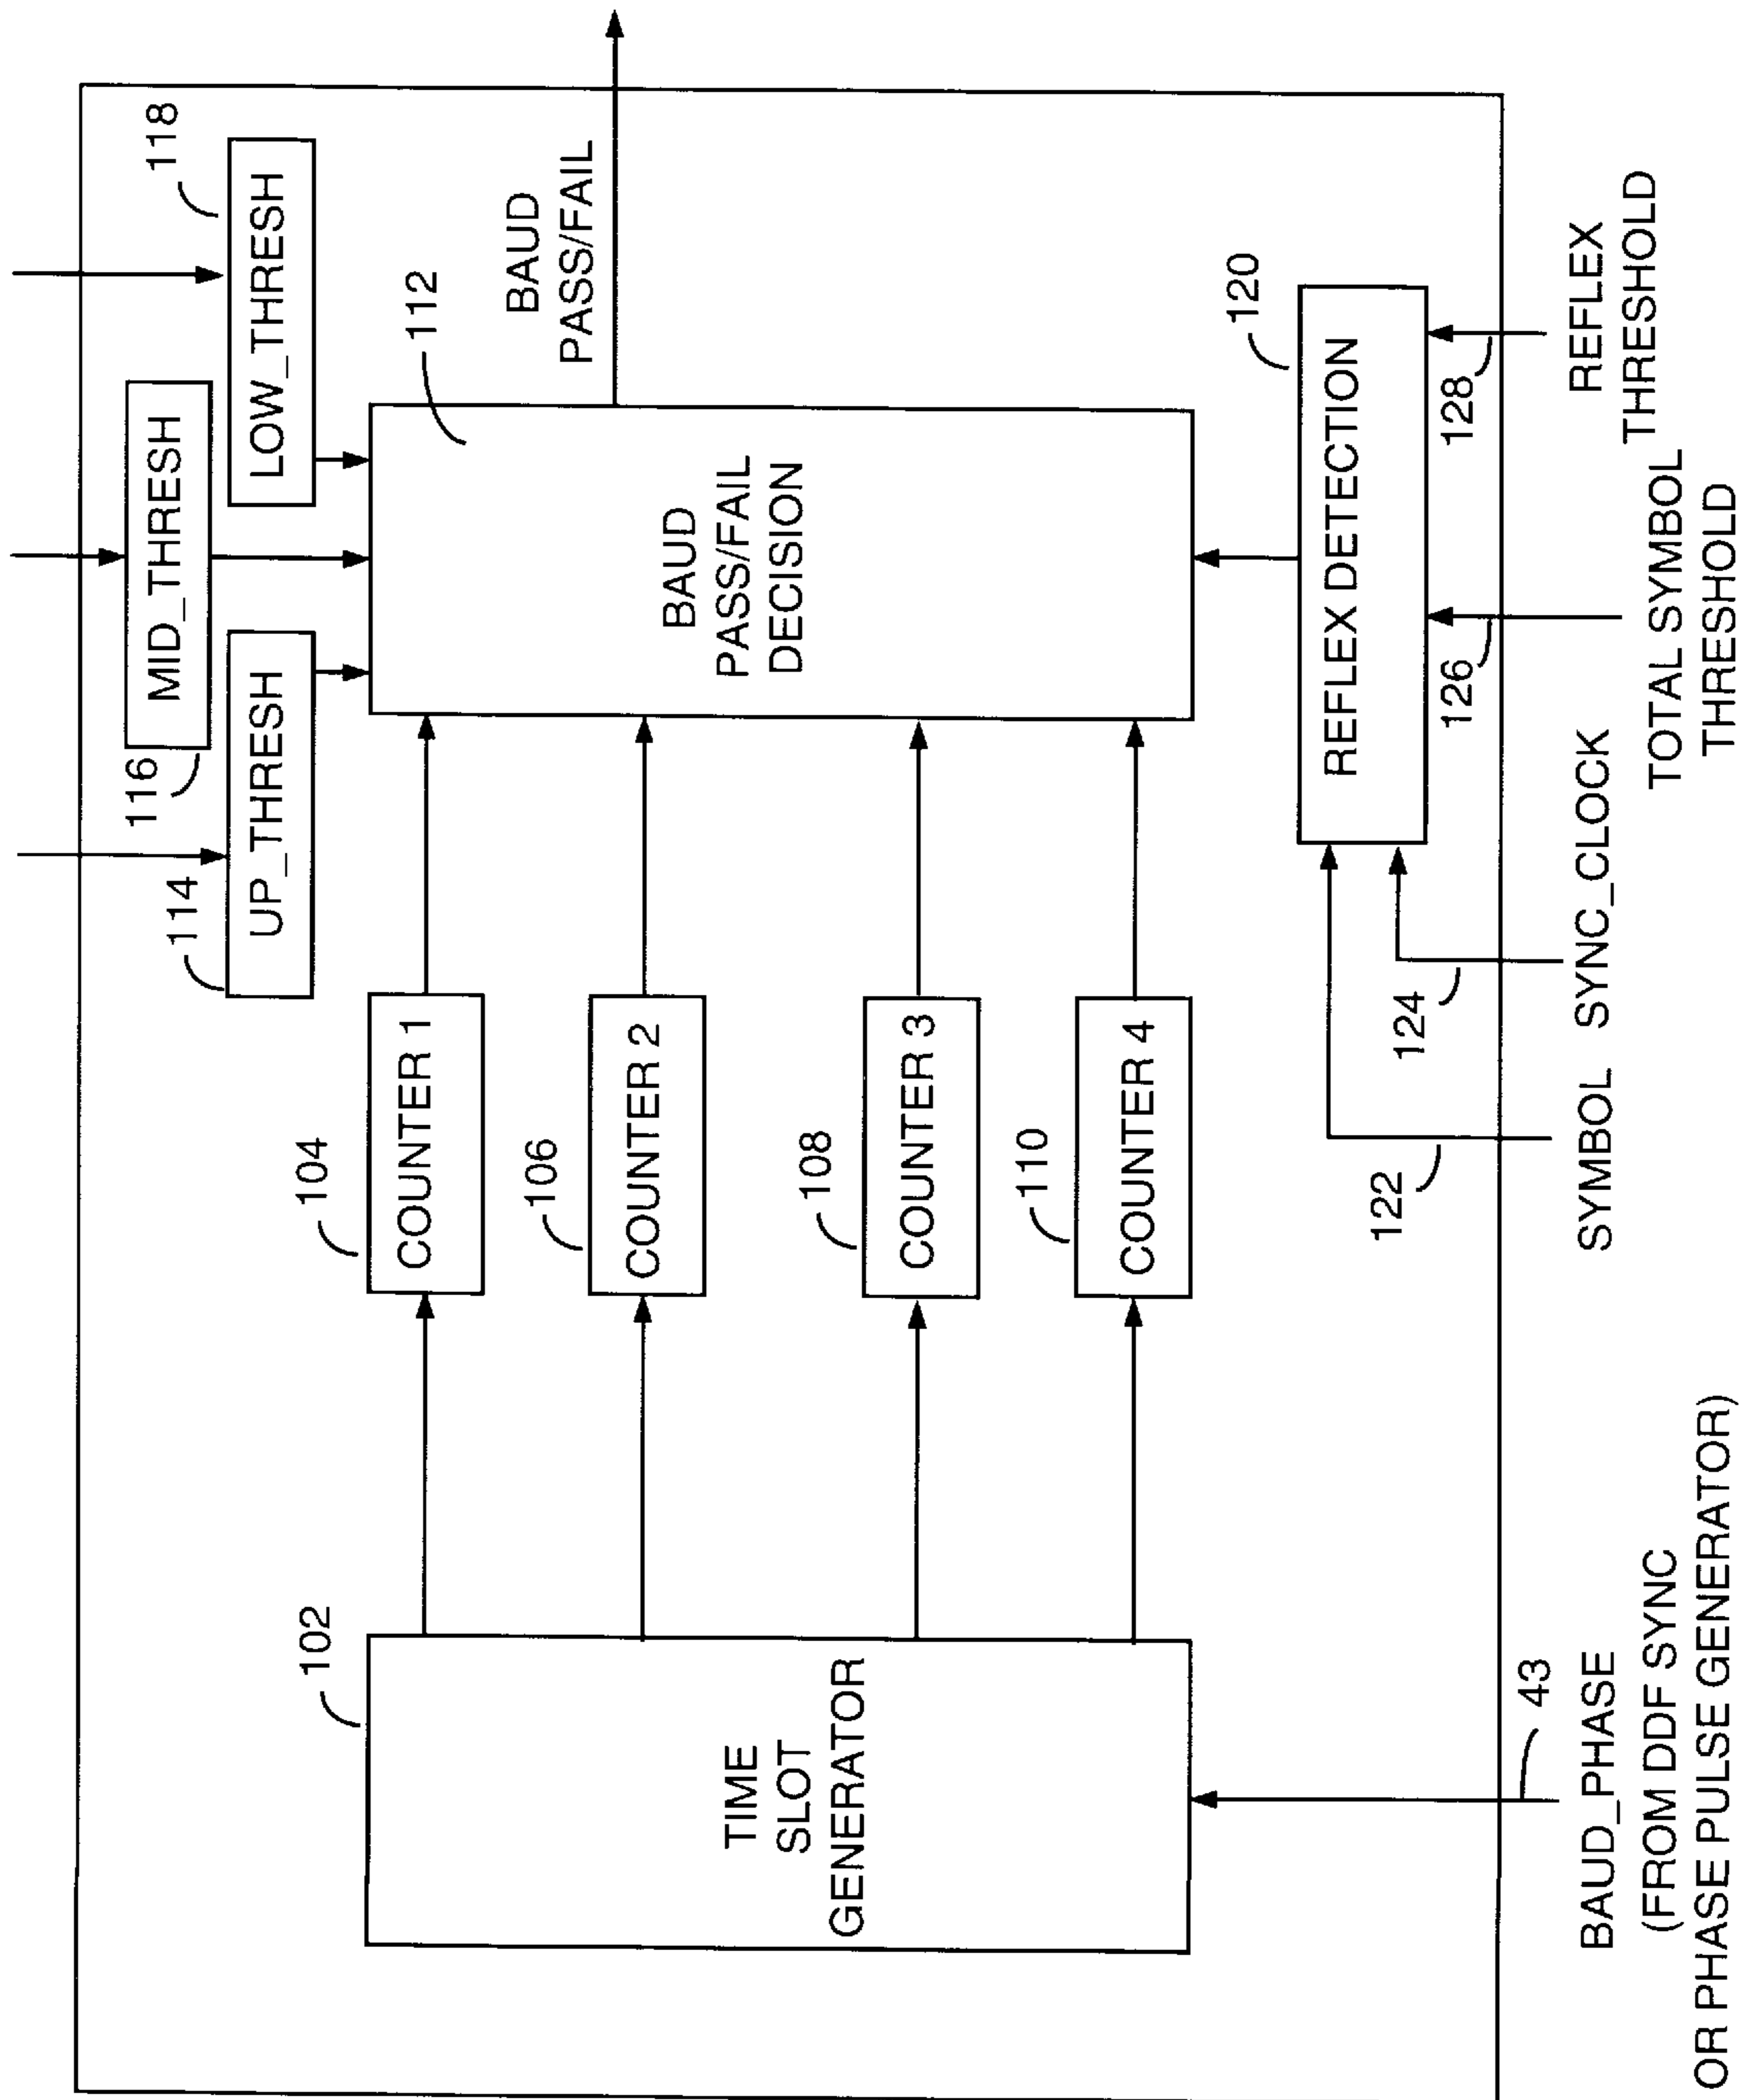 116
MID_THRESH
114
UP_THRESH
118
LOW_THRESH
102
TIME
SLOT
GENERATOR
104
COUNTER 1
106
COUNTER 2
108
COUNTER 3
110
COUNTER 4
112
BAUD
PASS/FAIL
DECISION
BAUD
PASS/FAIL
120
REFLEX DETECTION
43
BAUD_PHASE
(FROM DDF SYNC
OR PHASE PULSE GENERATOR)
122
SYMBOL
124
SYNC_CLOCK
126
TOTAL SYMBOL
THRESHOLD
128
REFLEX
THRESHOLD